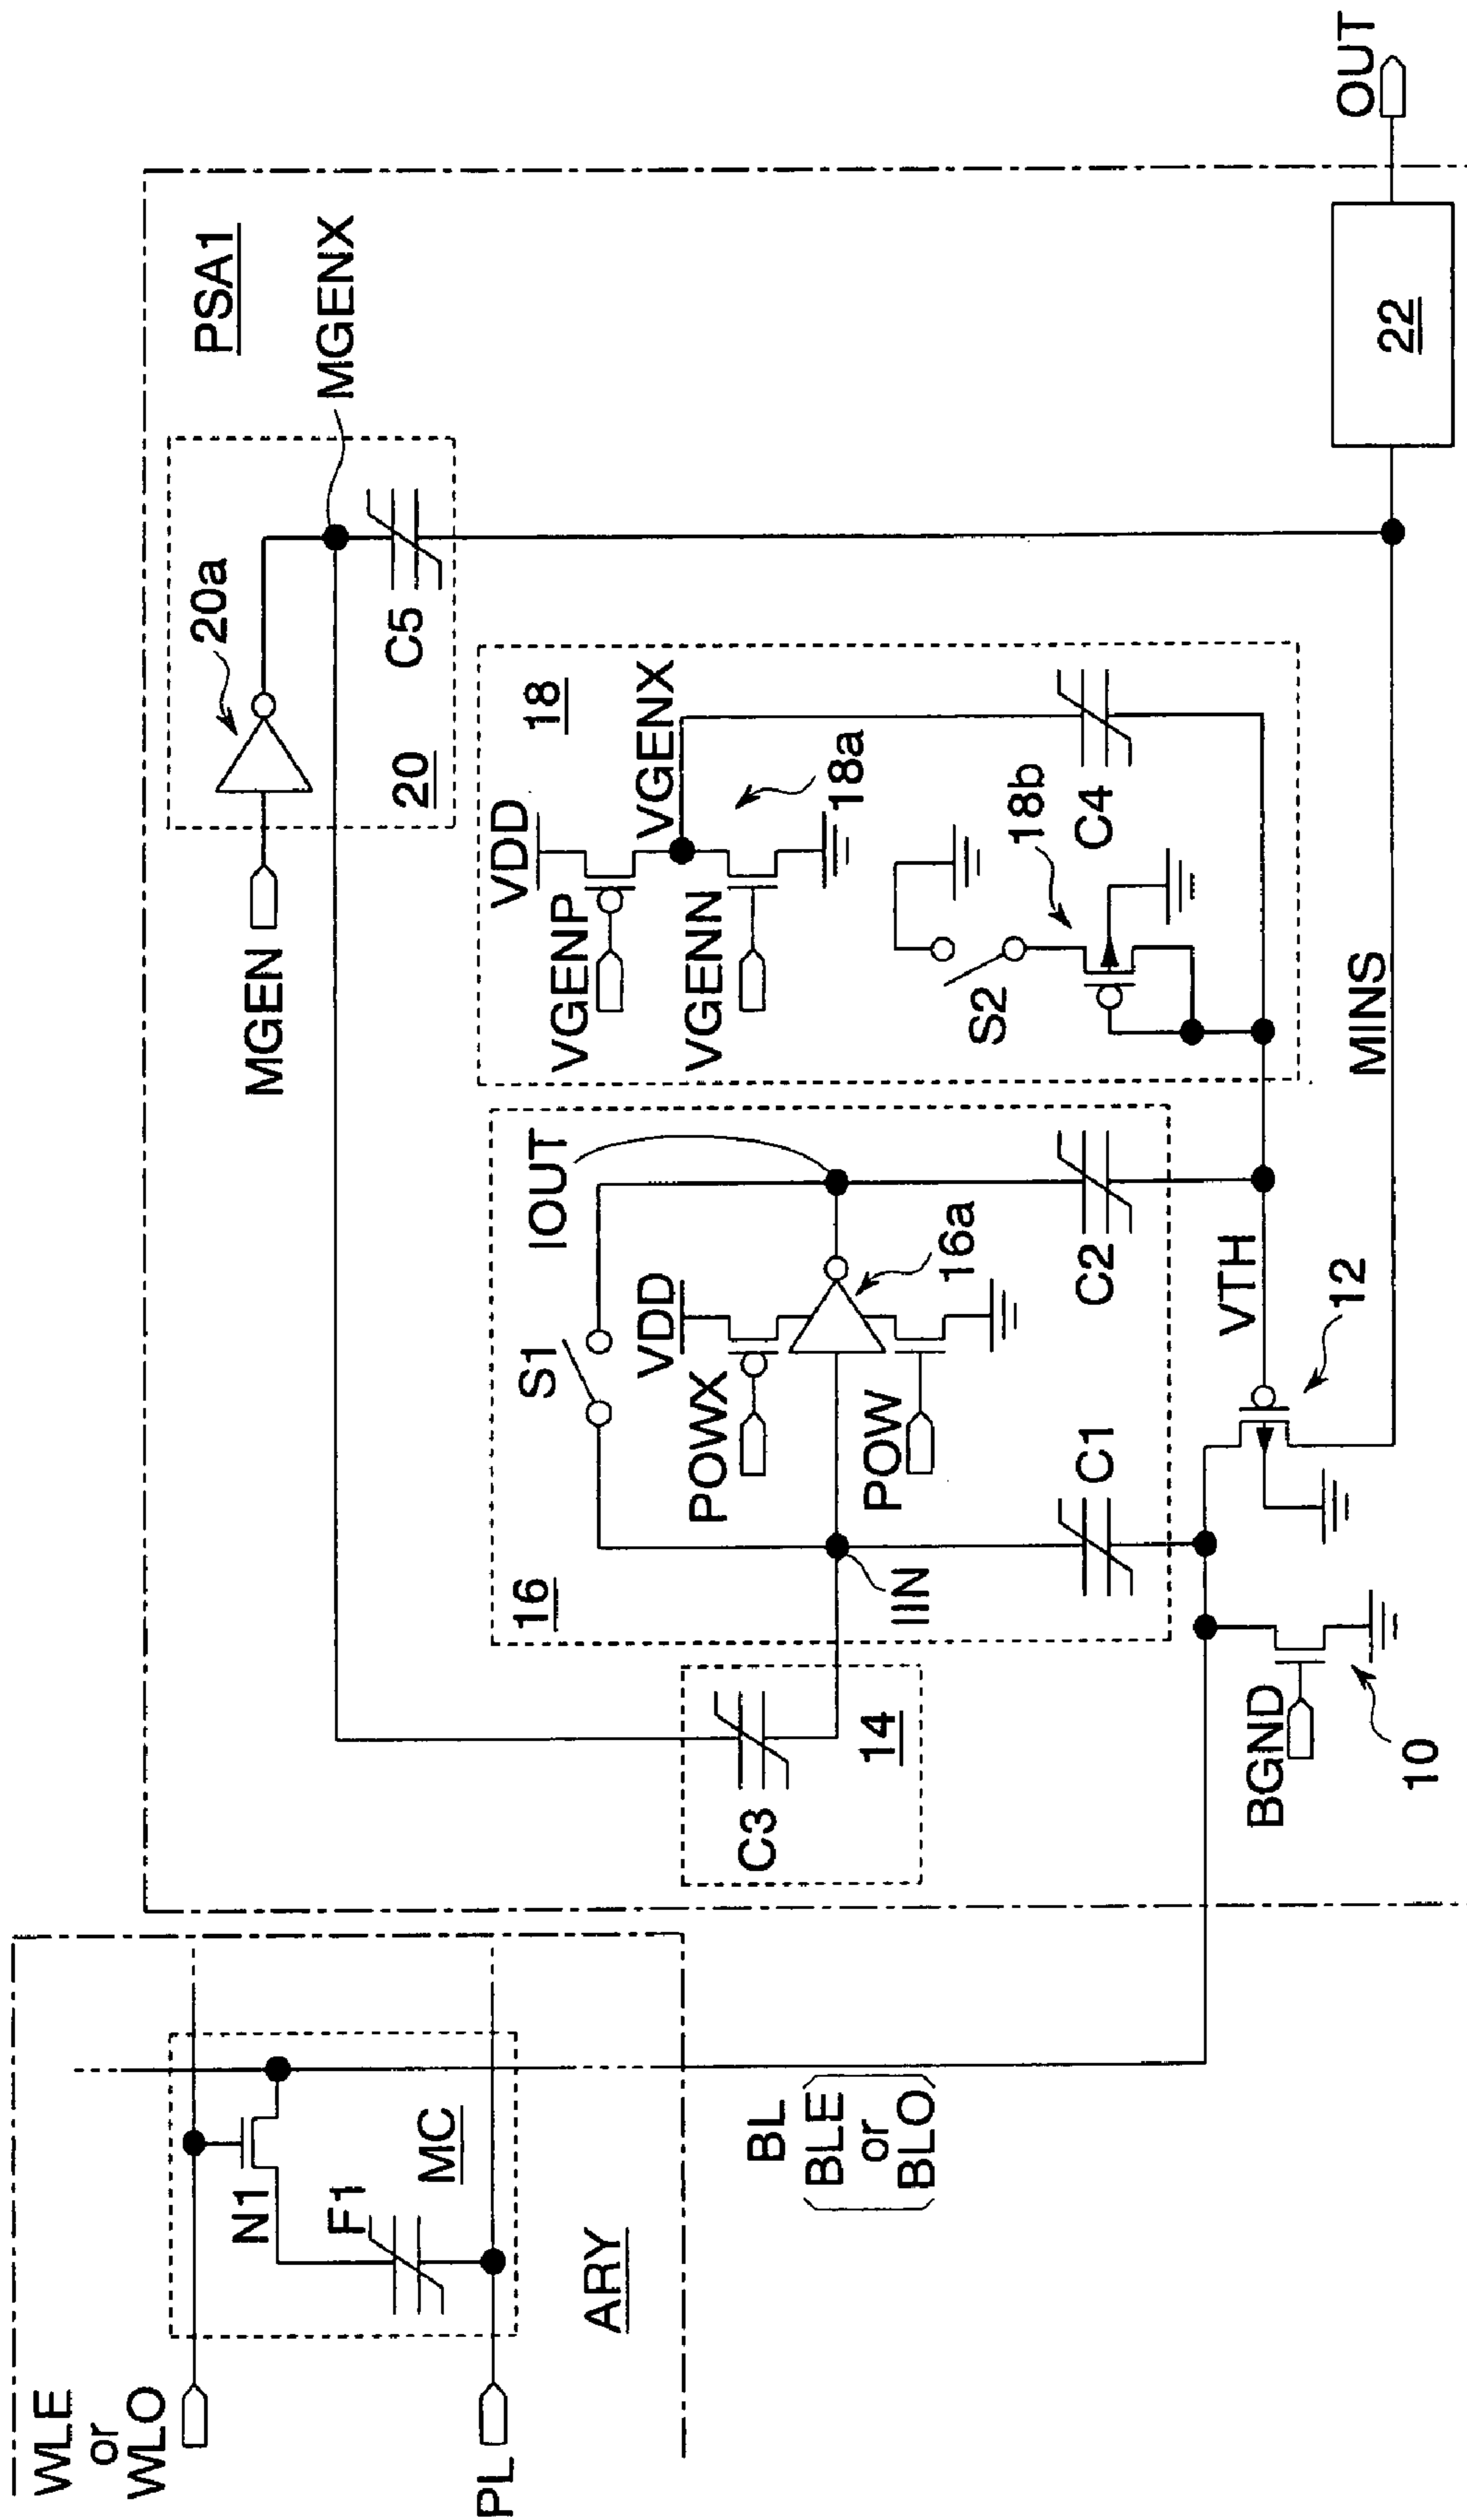 WLE
or
WLO
PL
N1
F1
MC
ARY
BL
BLE
or
BLO
PSA1
MGENX
MGEN
20a
C5
20
C3
14
16
S1
IOUT
VDD
POWX
POW
16a
IIN
C1
C2
18
VDD
VGENP
VGENX
VGENN
18a
S2
18b
C4
BGND
10
VTH
12
MINS
22
OUT